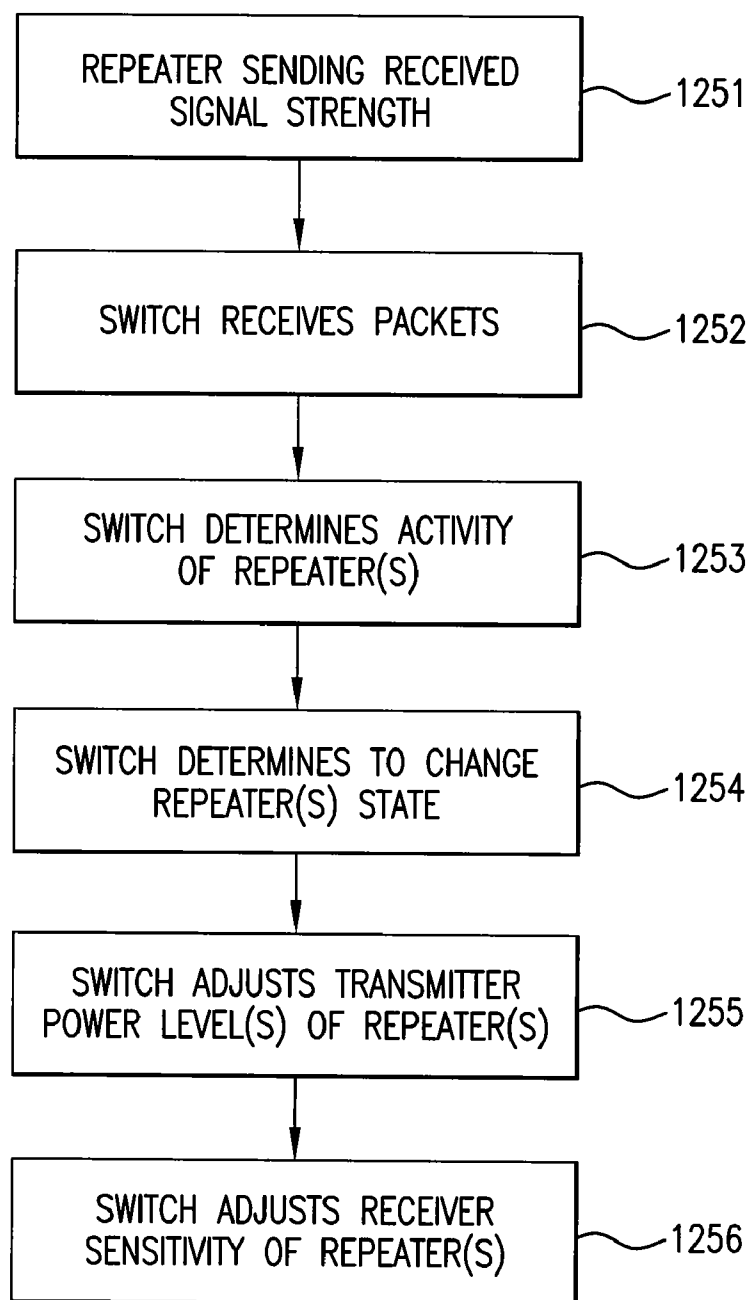 REPEATER SENDING RECEIVED
SIGNAL STRENGTH
1251
SWITCH RECEIVES PACKETS
1252
SWITCH DETERMINES ACTIVITY
OF REPEATER(S)
1253
SWITCH DETERMINES TO CHANGE
REPEATER(S) STATE
1254
SWITCH ADJUSTS TRANSMITTER
POWER LEVEL(S) OF REPEATER(S)
1255
SWITCH ADJUSTS RECEIVER
SENSITIVITY OF REPEATER(S)
1256